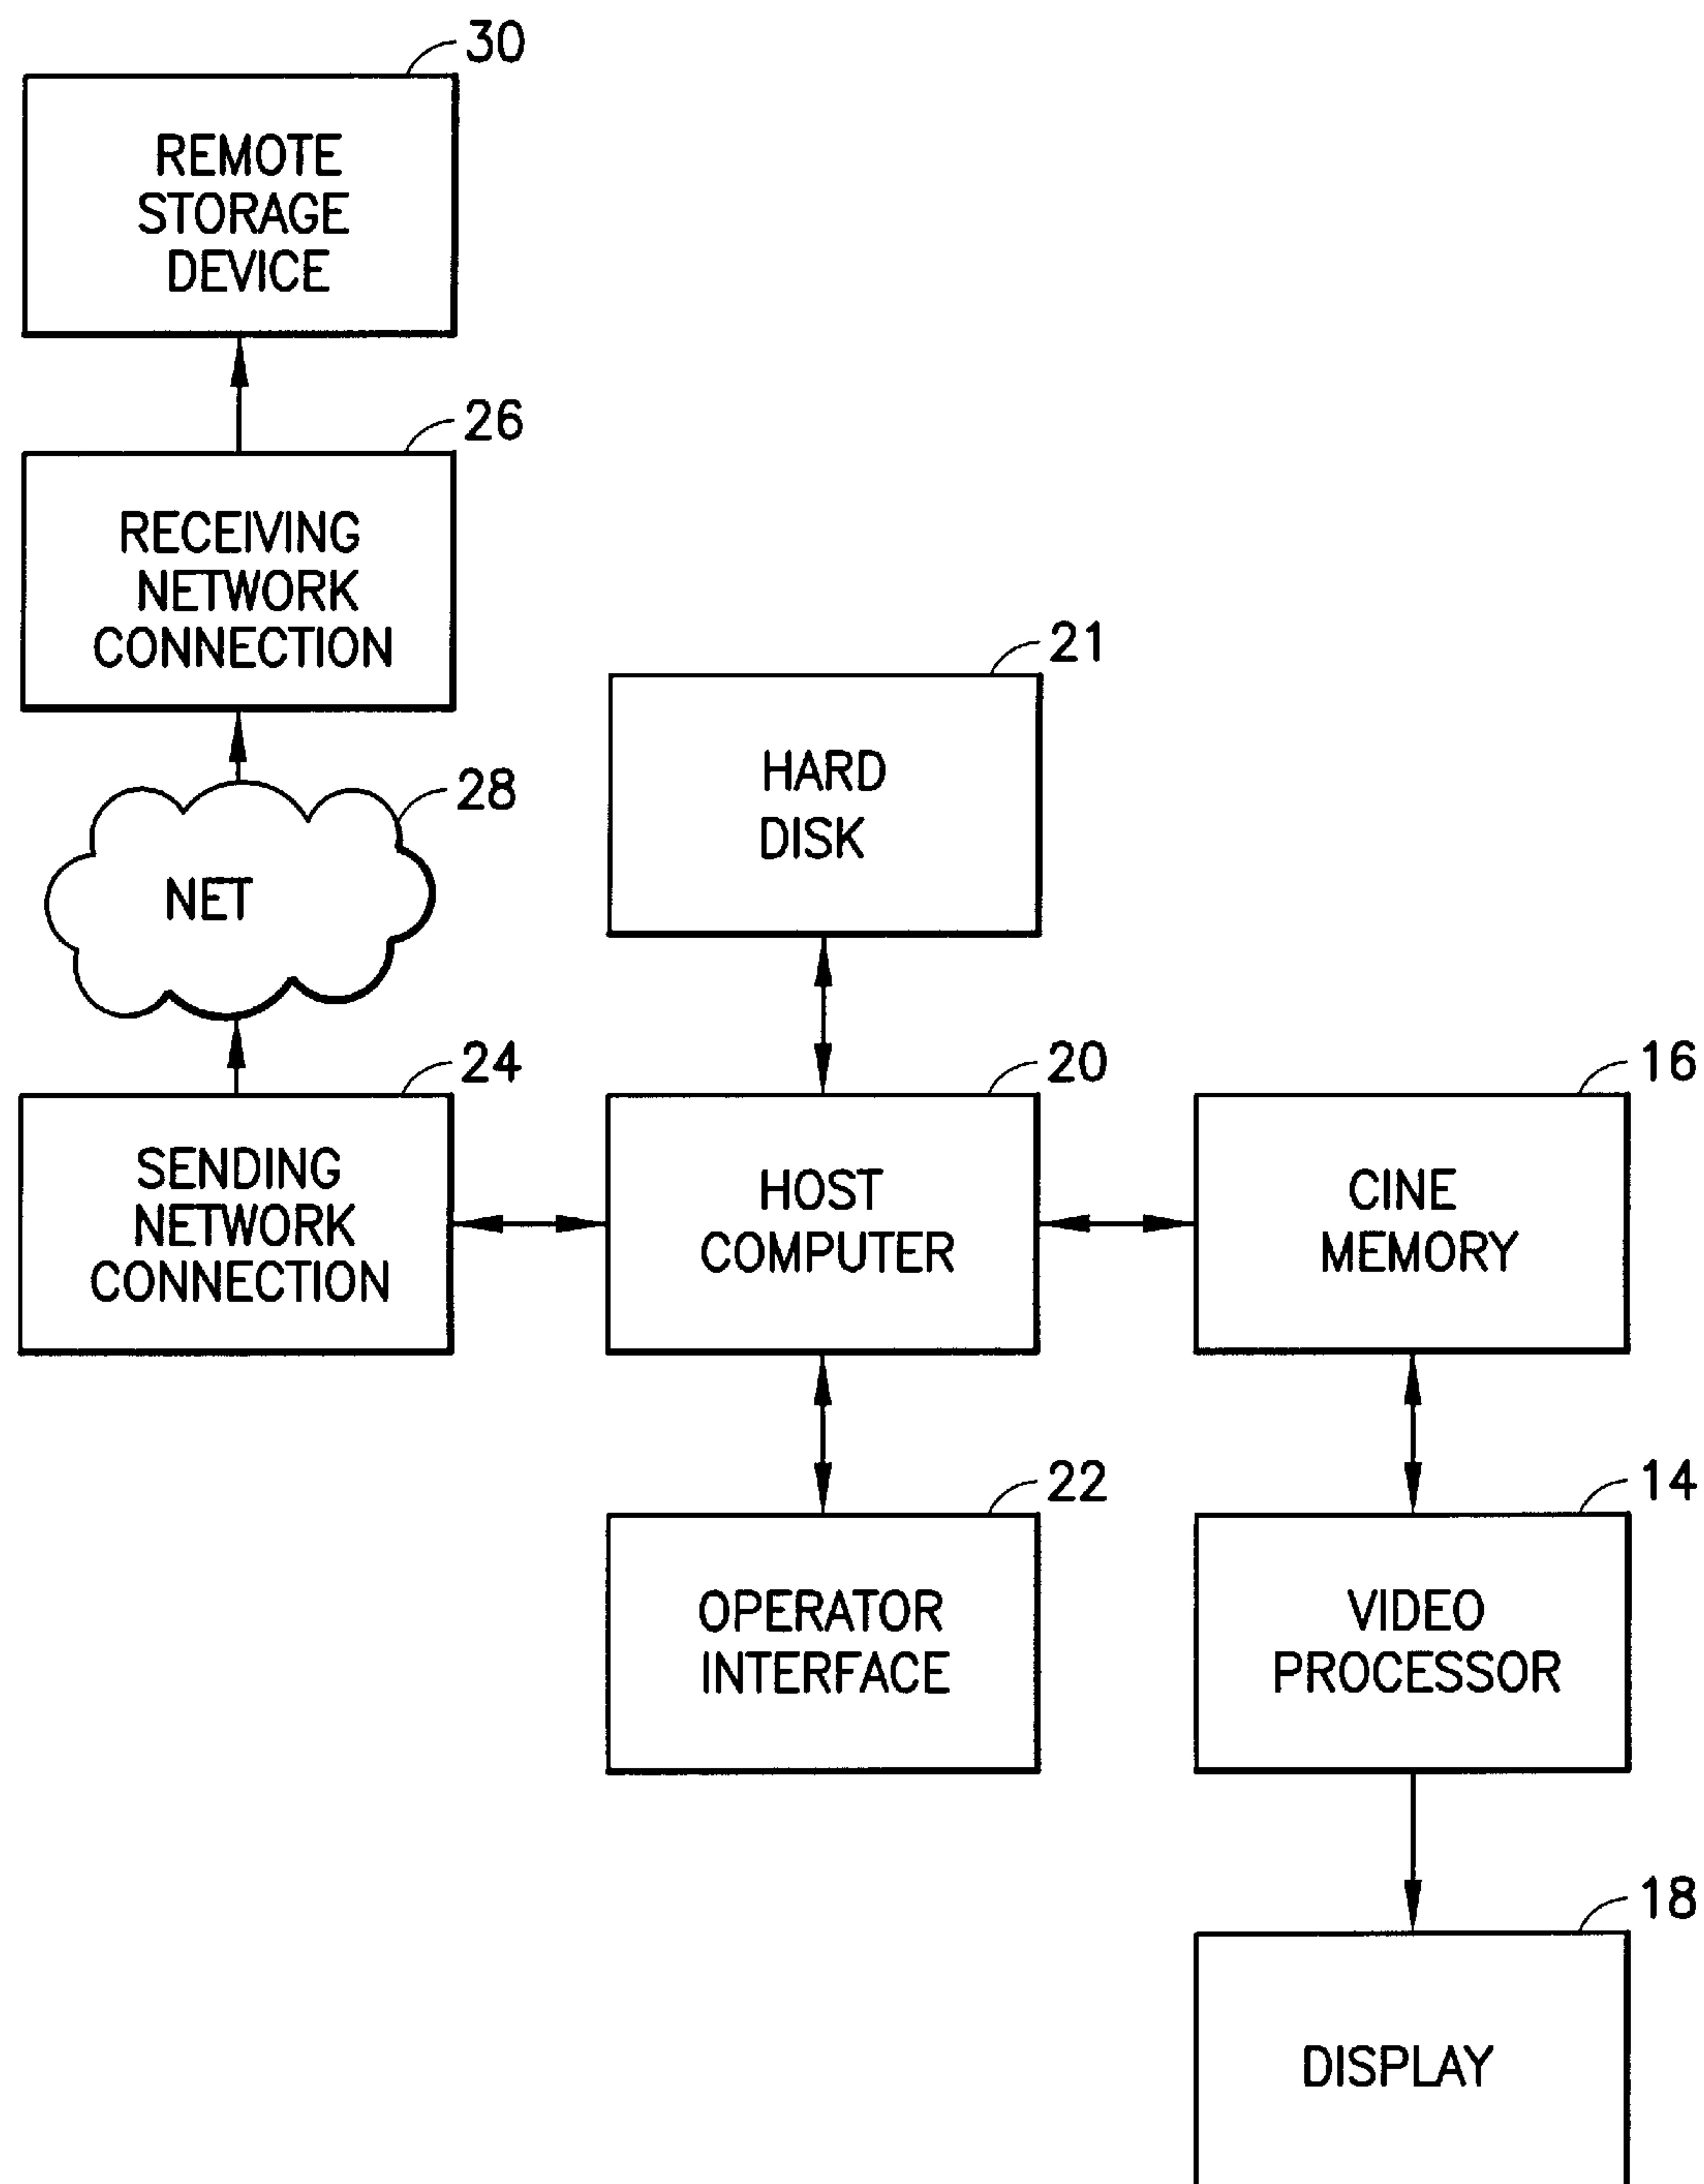 30
REMOTE
STORAGE
DEVICE
26
RECEIVING
NETWORK
CONNECTION
21
HARD
DISK
28
NET
24
SENDING
NETWORK
CONNECTION
20
HOST
COMPUTER
16
CINE
MEMORY
22
OPERATOR
INTERFACE
14
VIDEO
PROCESSOR
18
DISPLAY